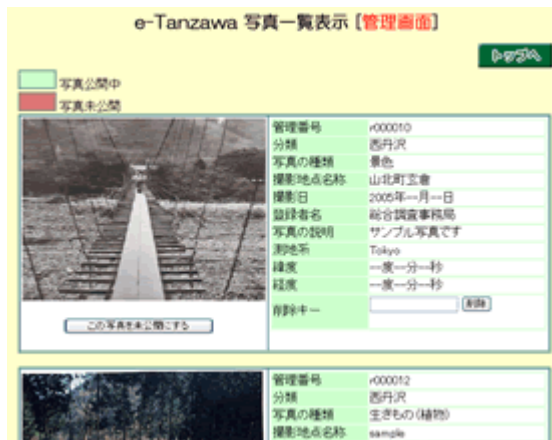 e-Tanzawa 写真一覧表示 [管理画面]
トップへ
写真公開中
写真未公開
管理番号 r000010
分類 西丹沢
写真の種類 景色
撮影地点名称 山北町玄倉
撮影日 2005年--月--日
登録者名 総合調査事務局
写真の説明 サンプル写真です
測地系 Tokyo
緯度 --度--分--秒
経度 --度--分--秒
削除キー 削除
この写真を未公開にする
管理番号 r000012
分類 西丹沢
写真の種類 生きもの(植物)
撮影地点名称 sample